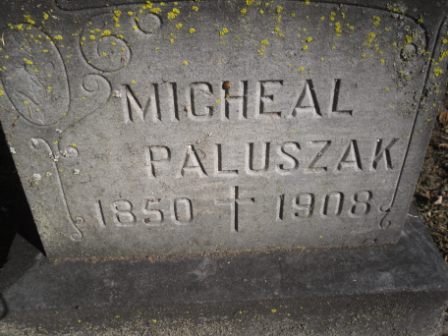 MICHEAL
PALUSZAK
1850 † 1908